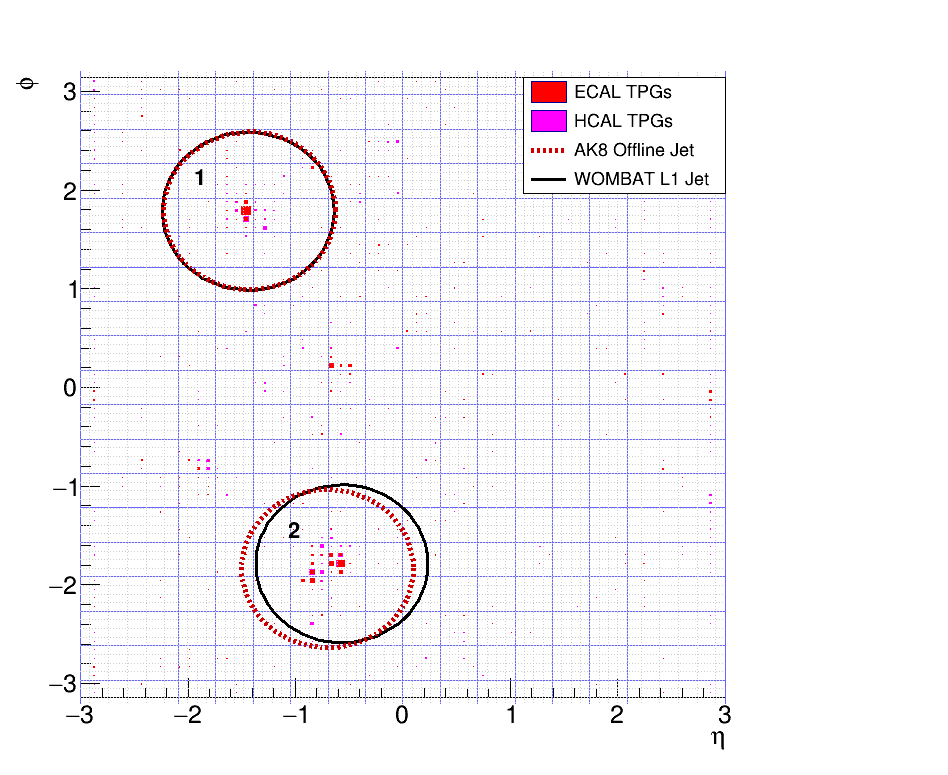 φ
3
2
1
0
−1
−2
−3
ECAL TPGs
HCAL TPGs
AK8 Offline Jet
WOMBAT L1 Jet
1
2
−3 −2 −1 0 1 2 3
η